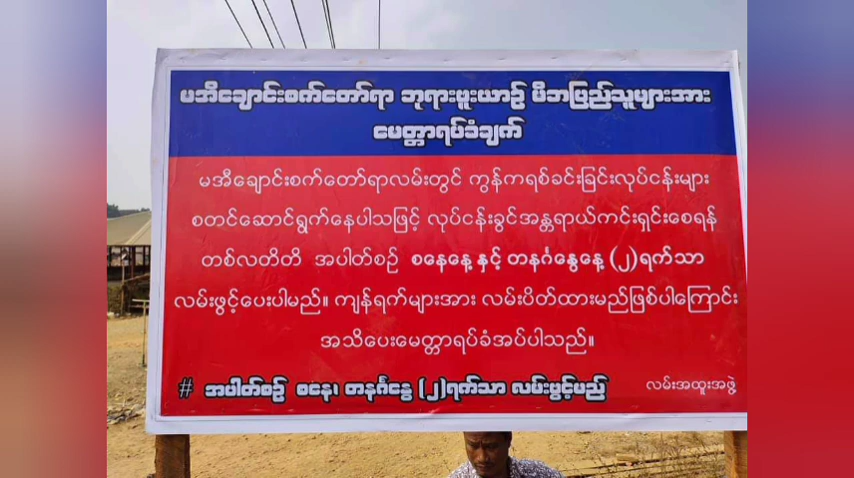 မအီချောင်းစက်တော်ရာ ဘုရားဖူးယာဉ် မိဘပြည်သူများအား
မေတ္တာရပ်ခံချက်
မအီချောင်းစက်တော်ရာလမ်းတွင် ကွန်ကရစ်ခင်းခြင်းလုပ်ငန်းများ
စတင်ဆောင်ရွက်နေပါသဖြင့် လုပ်ငန်းခွင်အန္တရာယ်ကင်းရှင်းစေရန်
တစ်လတိတိ အပါတ်စဉ် စနေနေ့ နှင့် တနင်္ဂနွေနေ့ (၂)ရက်သာ
လမ်းဖွင့်ပေးပါမည်။ ကျန်ရက်များအား လမ်းပိတ်ထားမည်ဖြစ်ပါကြောင်း
အသိပေးမေတ္တာရပ်ခံအပ်ပါသည်။
# အပါတ်စဉ် စနေ၊ တနင်္ဂနွေ (၂)ရက်သာ လမ်းဖွင့်မည် လမ်းအထူးအဖွဲ့